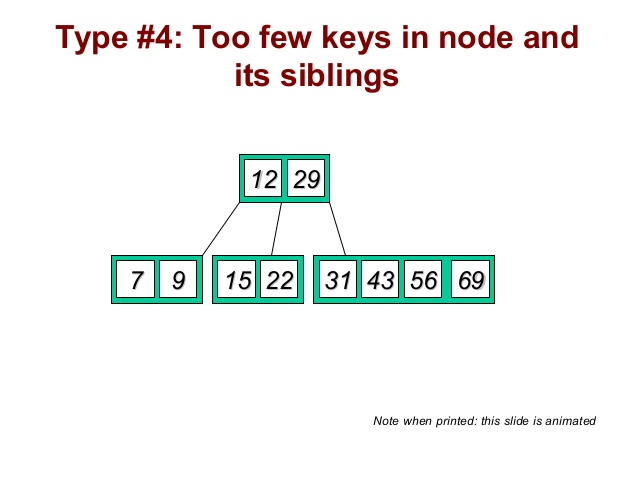 Type #4: Too few keys in node and
its siblings
12 29
7 9 15 22 31 43 56 69
Note when printed: this slide is animated